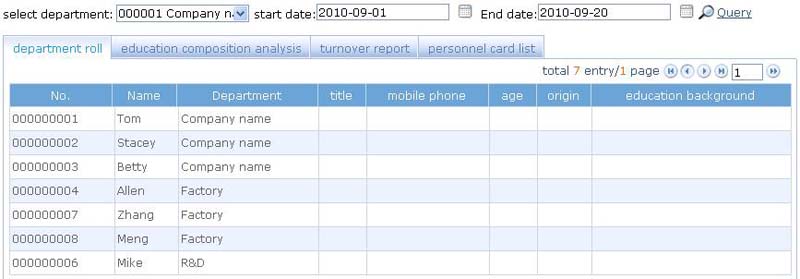 select department: 000001 Company na start date: 2010-09-01 End date: 2010-09-20 Query
department roll education composition analysis turnover report personnel card list
total 7 entry/1 page 1
No. Name Department title mobile phone age origin education background
000000001 Tom Company name
000000002 Stacey Company name
000000003 Betty Company name
000000004 Allen Factory
000000007 Zhang Factory
000000008 Meng Factory
000000006 Mike R&D